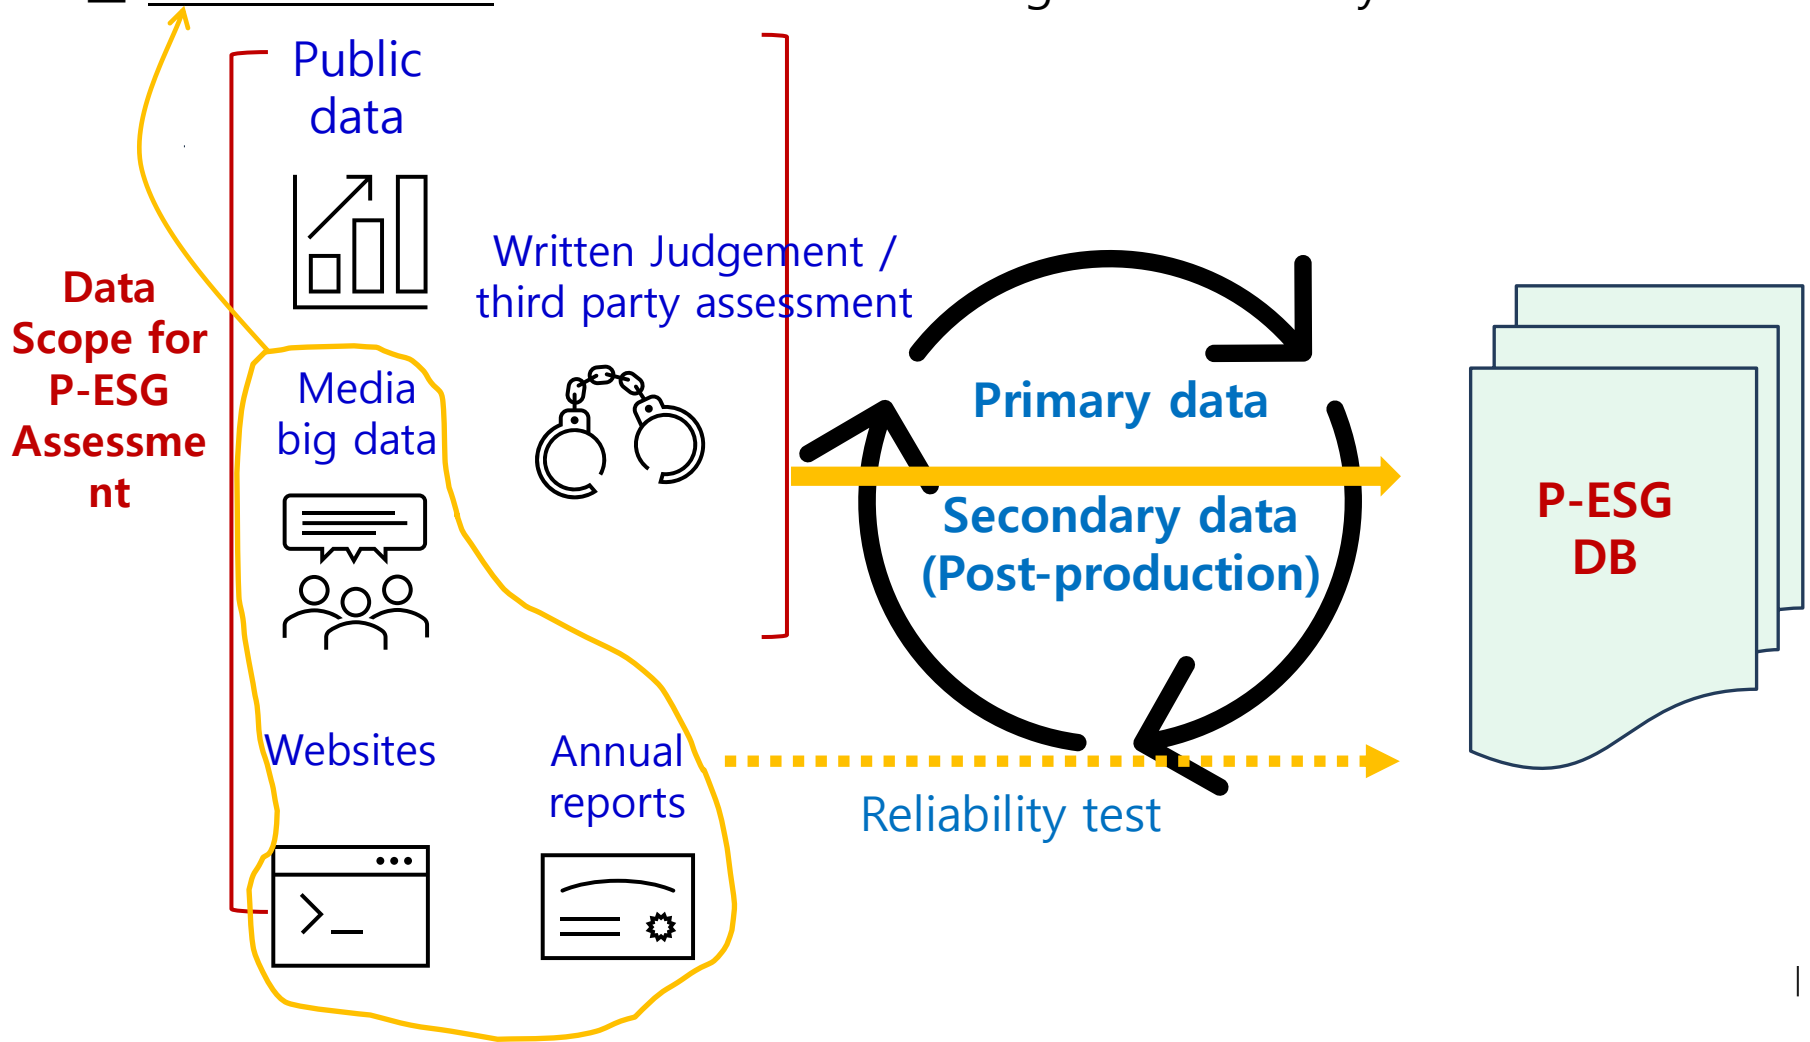 Public
data
Written Judgement /
third party assessment
Data
Scope for
P-ESG
Assessme
nt
Media
big data
Primary data
Secondary data
(Post-production)
P-ESG
DB
Websites
Annual
reports
Reliability test